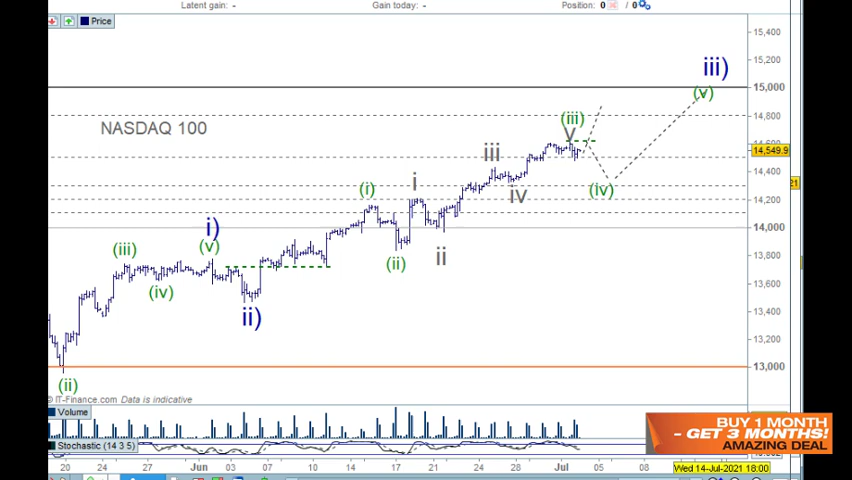 Latent gain: - Gain today: - Position: 0 / 0
Price
15,400
15,200
iii)
15,000
(v)
14,800
(iii)
NASDAQ 100
v
14,600
iii
14,549.9
14,400
i
iv
(i)
(iv)
14,200
i)
14,000
(iii)
(v)
ii
(ii)
13,800
(iv)
13,600
ii)
13,400
13,200
13,000
(ii)
© IT-Finance.com Data is indicative
Volume
BUY 1 MONTH
- GET 3 MONTHS!
AMAZING DEAL
Stochastic (14 3 5)
20 24 27 Jun 03 07 10 14 17 21 24 28 Jul 05 08 Wed 14-Jul-2021 18:00